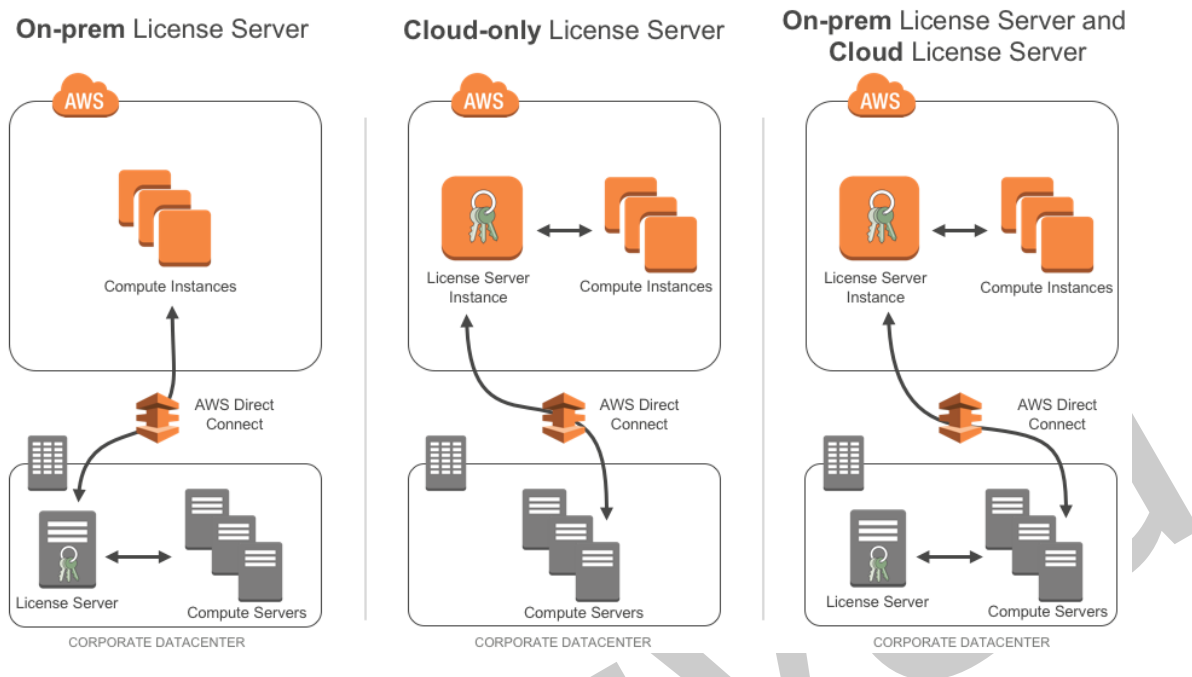 On-prem License Server
AWS
Compute Instances
AWS Direct
Connect
License Server
Compute Servers
CORPORATE DATACENTER
Cloud-only License Server
AWS
License Server
Instance
Compute Instances
AWS Direct
Connect
Compute Servers
CORPORATE DATACENTER
On-prem License Server and
Cloud License Server
AWS
License Server
Instance
Compute Instances
AWS Direct
Connect
License Server
Compute Servers
CORPORATE DATACENTER